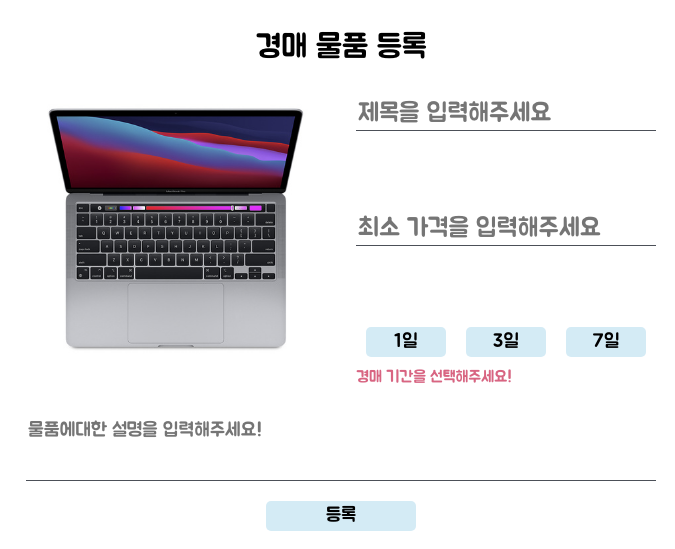 경매 물품 등록
제목을 입력해주세요
최소 가격을 입력해주세요
1일 3일 7일
경매 기간을 선택해주세요!
물품에대한 설명을 입력해주세요!
등록